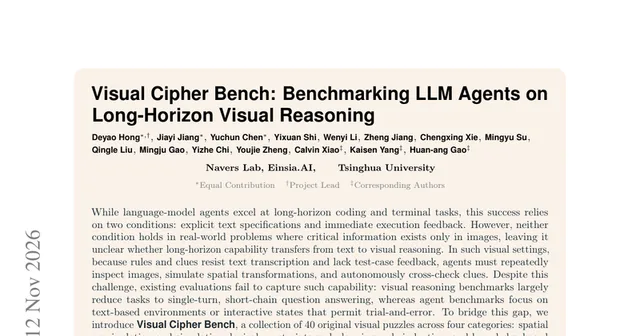 Visual Cipher Bench: Benchmarking LLM Agents on
Long-Horizon Visual Reasoning
Deyao Hong*,†, Jiayi Jiang*, Yuchun Chen*, Yixuan Shi, Wenyi Li, Zheng Jiang, Chengxing Xie, Mingyu Su,
Qingle Liu, Mingju Gao, Yizhe Chi, Youjie Zheng, Calvin Xiao‡, Kaisen Yang‡, Huan-ang Gao‡
Navers Lab, Einsia.AI, Tsinghua University
*Equal Contribution †Project Lead ‡Corresponding Authors
While language-model agents excel at long-horizon coding and terminal tasks, this success relies
on two conditions: explicit text specifications and immediate execution feedback. However, neither
condition holds in real-world problems where critical information exists only in images, leaving it
unclear whether long-horizon capability transfers from text to visual reasoning. In such visual settings,
because rules and clues resist text transcription and lack test-case feedback, agents must repeatedly
inspect images, simulate spatial transformations, and autonomously cross-check clues. Despite this
challenge, existing evaluations fail to capture such capability: visual reasoning benchmarks largely
reduce tasks to single-turn, short-chain question answering, whereas agent benchmarks focus on
text-based environments or interactive states that permit trial-and-error. To bridge this gap, we
introduce Visual Cipher Bench, a collection of 40 original visual puzzles across four categories: spatial
12 Nov 2026